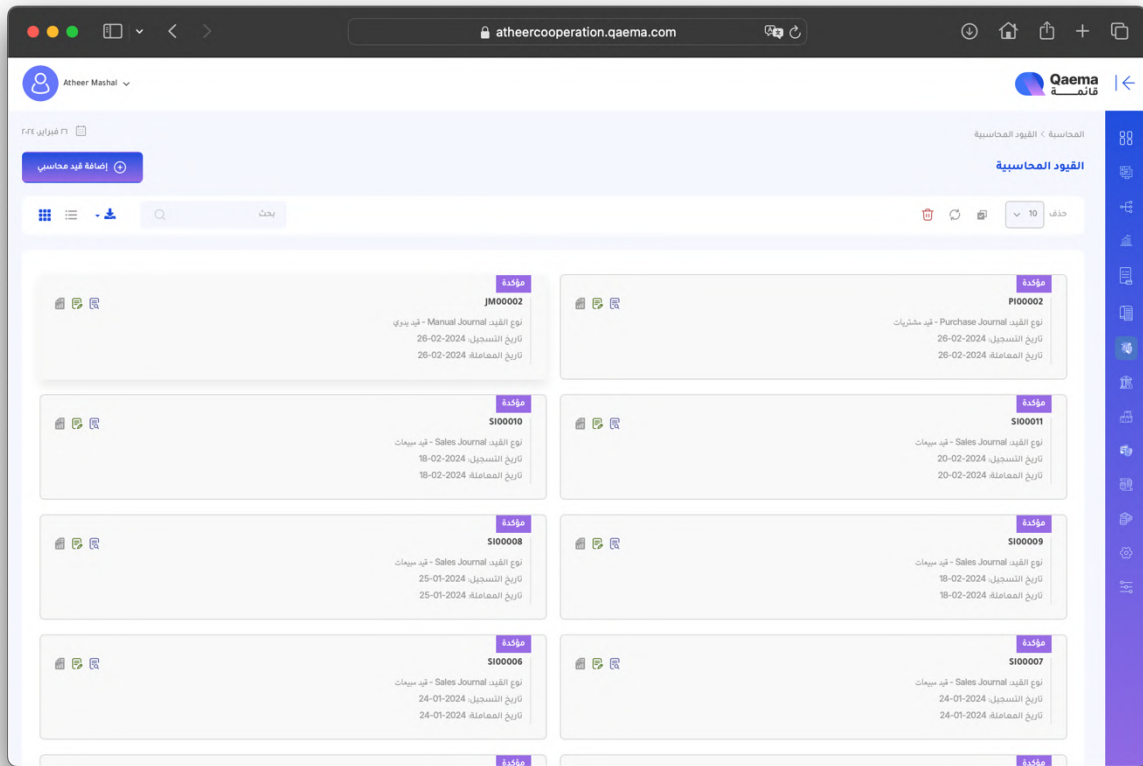 atheercooperation.qaema.com
Atheer Mashal
Qaema
قائمة
المحاسبة > القيود المحاسبية
٢٦ فبراير، ٢٠٢٤
القيود المحاسبية
إضافة قيد محاسبي
حذف 10
بحث
مؤكدة
PI00002
نوع القيد: Purchase Journal - قيد مشتريات
تاريخ التسجيل: 2024-02-26
تاريخ المعاملة: 2024-02-26
مؤكدة
JM00002
نوع القيد: Manual Journal - قيد يدوي
تاريخ التسجيل: 2024-02-26
تاريخ المعاملة: 2024-02-26
مؤكدة
SI00011
نوع القيد: Sales Journal - قيد مبيعات
تاريخ التسجيل: 2024-02-20
تاريخ المعاملة: 2024-02-20
مؤكدة
SI00010
نوع القيد: Sales Journal - قيد مبيعات
تاريخ التسجيل: 2024-02-18
تاريخ المعاملة: 2024-02-18
مؤكدة
SI00009
نوع القيد: Sales Journal - قيد مبيعات
تاريخ التسجيل: 2024-02-18
تاريخ المعاملة: 2024-02-18
مؤكدة
SI00008
نوع القيد: Sales Journal - قيد مبيعات
تاريخ التسجيل: 2024-01-25
تاريخ المعاملة: 2024-01-25
مؤكدة
SI00007
نوع القيد: Sales Journal - قيد مبيعات
تاريخ التسجيل: 2024-01-24
تاريخ المعاملة: 2024-01-24
مؤكدة
SI00006
نوع القيد: Sales Journal - قيد مبيعات
تاريخ التسجيل: 2024-01-24
تاريخ المعاملة: 2024-01-24
مؤكدة
مؤكدة